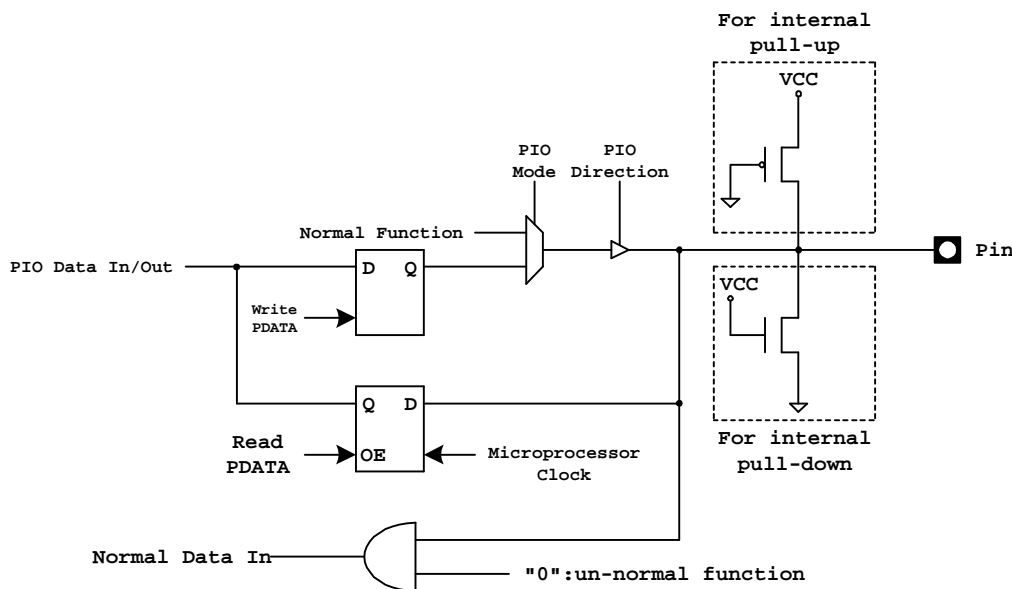 For internal
pull-up
VCC
PIO
Mode
PIO
Direction
Normal Function
PIO Data In/Out
D
Q
Pin
Write
PDATA
VCC
Q
D
Read
PDATA
OE
Microprocessor
Clock
For internal
pull-down
Normal Data In
"0":un-normal function